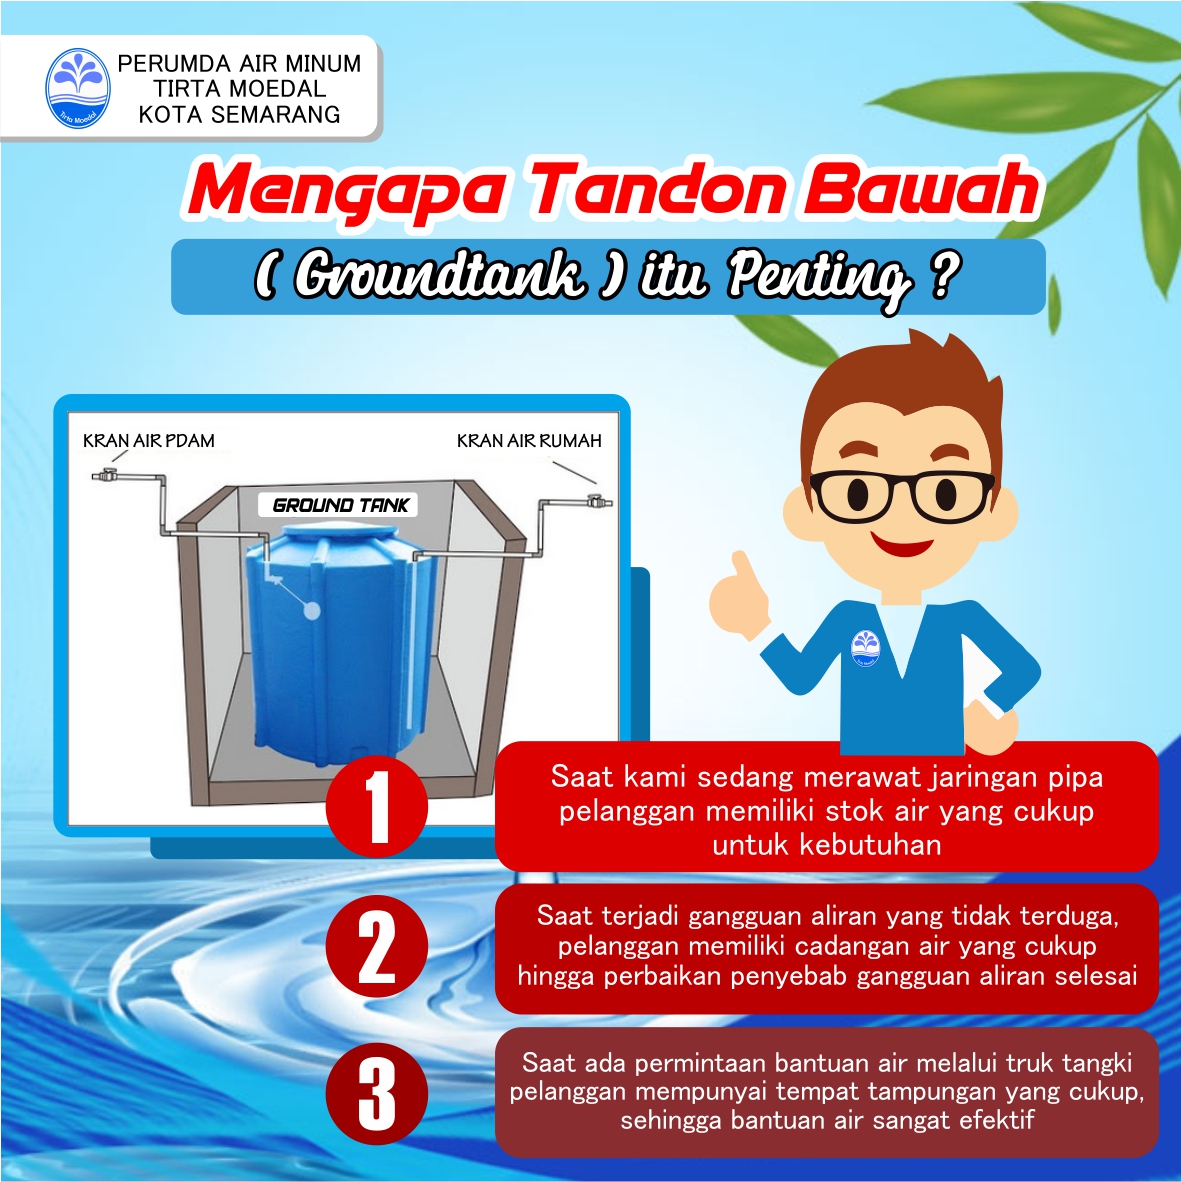 PERUMDA AIR MINUM
TIRTA MOEDAL
KOTA SEMARANG
Tirta Moedal
Mengapa Tandon Bawah
( Groundtank ) itu Penting ?
KRAN AIR PDAM
KRAN AIR RUMAH
GROUND TANK
1
Saat kami sedang merawat jaringan pipa
pelanggan memiliki stok air yang cukup
untuk kebutuhan
2
Saat terjadi gangguan aliran yang tidak terduga,
pelanggan memiliki cadangan air yang cukup
hingga perbaikan penyebab gangguan aliran selesai
3
Saat ada permintaan bantuan air melalui truk tangki
pelanggan mempunyai tempat tampungan yang cukup,
sehingga bantuan air sangat efektif